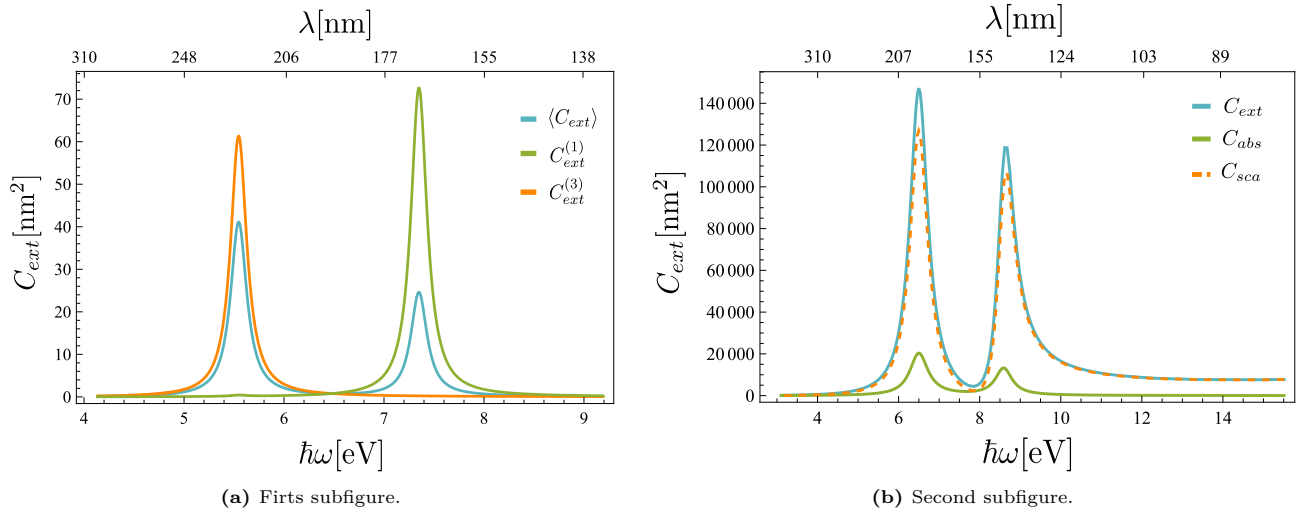 λ[nm]
310 248 206 177 155 138
C_ext[nm²]
70
60
50
40
30
20
10
0
⟨C_ext⟩
C_ext^(1)
C_ext^(3)
4 5 6 7 8 9
ħω[eV]
(a) Firts subfigure.
λ[nm]
310 207 155 124 103 89
C_ext[nm²]
140 000
120 000
100 000
80 000
60 000
40 000
20 000
0
C_ext
C_abs
C_sca
4 6 8 10 12 14
ħω[eV]
(b) Second subfigure.